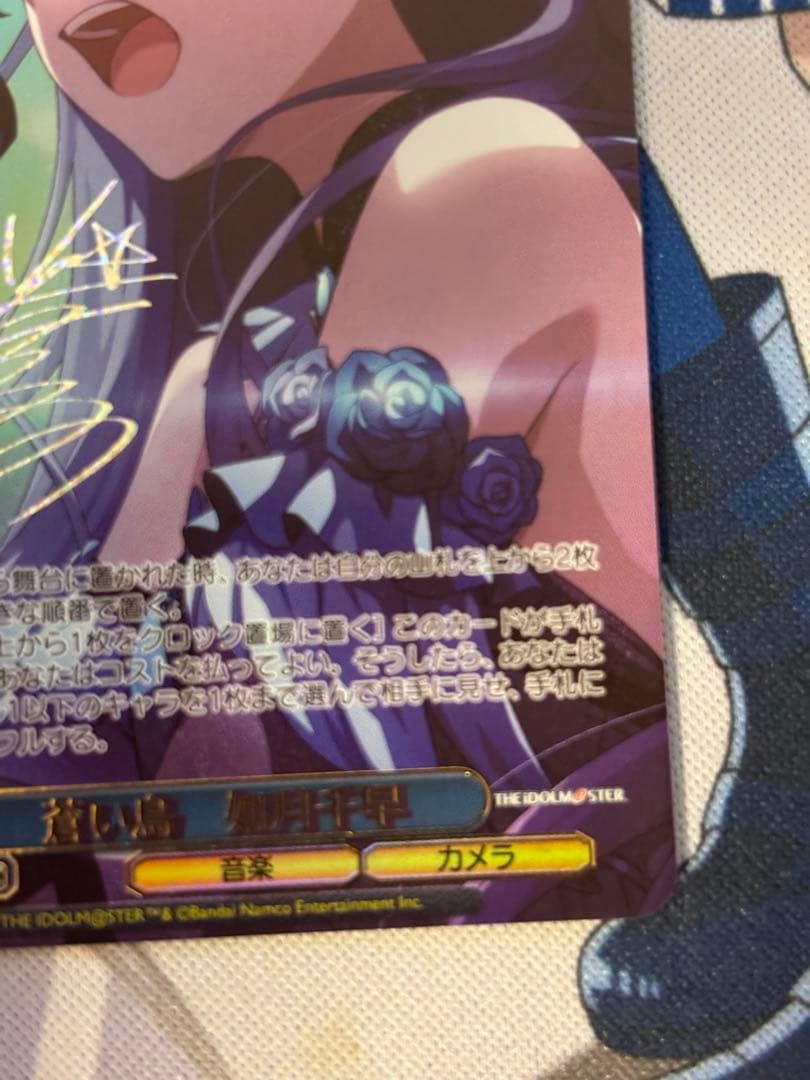 ら舞台に置かれた時、あなたは自分の山札を上から2枚
きな順番で置く。
上から1枚をクロック置場に置く］このカードが手札
あなたはコストを払ってよい。そうしたら、あなたは
1以下のキャラを1枚まで選んで相手に見せ、手札に
フルする。
蒼い鳥 如月千早
THE iDOLM@STER
音楽 カメラ
THE IDOLM@STER™& ©Bandai Namco Entertainment Inc.